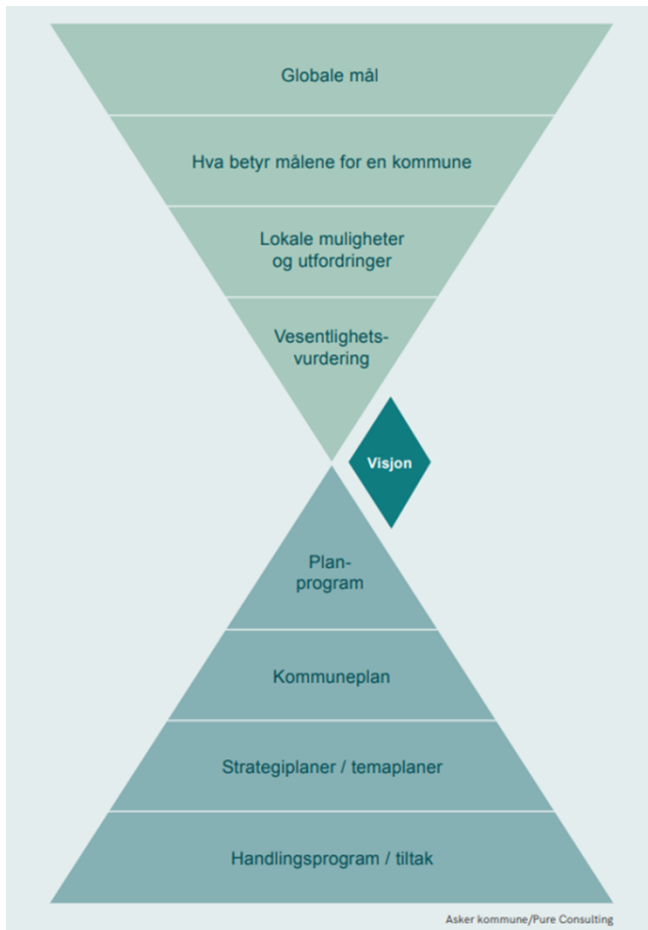 Globale mål
Hva betyr målene for en kommune
Lokale muligheter
og utfordringer
Vesentlighets-
vurdering
Visjon
Plan-
program
Kommuneplan
Strategiplaner / temaplaner
Handlingsprogram / tiltak
Asker kommune/Pure Consulting